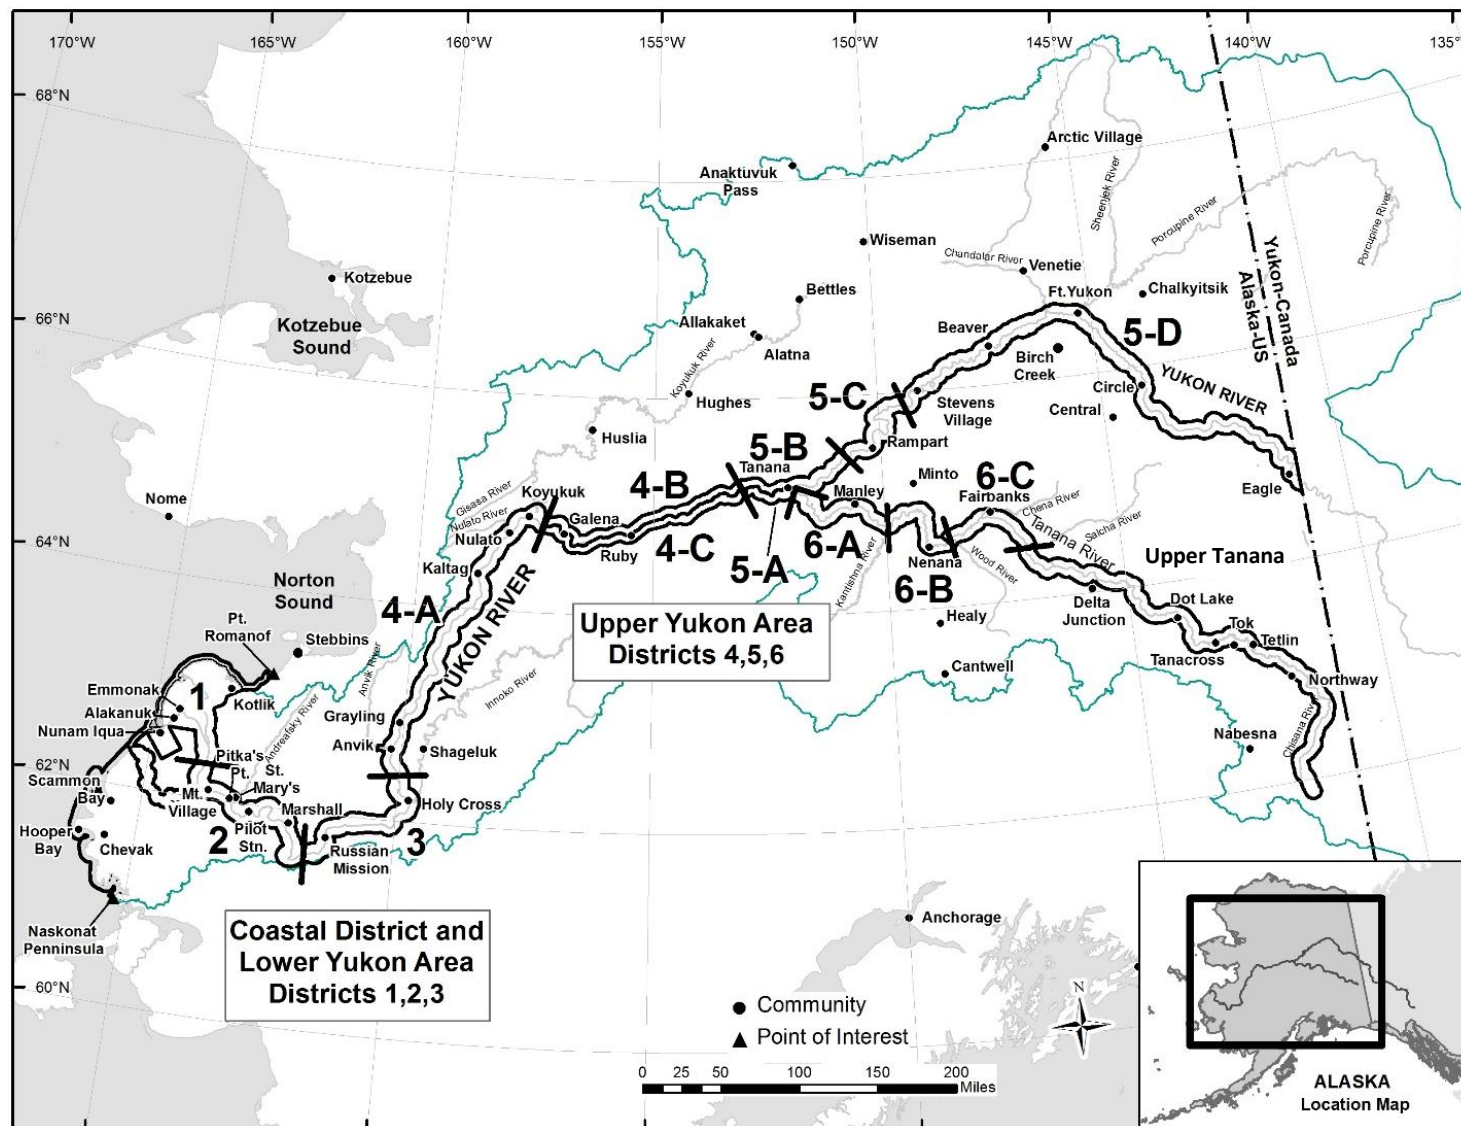 170°W
165°W
160°W
155°W
150°W
145°W
140°W
135°
68°N
66°N
64°N
62°N
60°N
Arctic Village
Anaktuvuk
Pass
Sheenjek River
Porcupine River
Porcupine River
Wiseman
Chandalar River
Venetie
Yukon-Canada
Alaska-US
Kotzebue
Bettles
Ft.Yukon
Chalkyitsik
Kotzebue
Sound
Allakaket
Alatna
Beaver
5-D
Birch
Creek
Koyukuk River
YUKON RIVER
Circle
Hughes
5-C
Stevens
Village
Central
Huslia
Rampart
5-B
Tanana
Minto
6-C
Gisasa River
Koyukuk
4-B
Manley
Fairbanks
Chena River
Eagle
Nome
Nulato River
Galena
Salcha River
Nulato
Ruby
4-C
6-A
Tanana River
Upper Tanana
Kaltag
5-A
Kantishna River
Nenana
Wood River
6-B
Norton
Sound
4-A
Delta
Junction
Dot Lake
Pt.
Romanof
Stebbins
YUKON RIVER
Upper Yukon Area
Districts 4,5,6
Healy
Tok
Tetlin
Tanacross
Anvik River
Cantwell
Northway
Emmonak
1
Kotlik
Innoko River
Alakanuk
Andreafsky River
Grayling
Chisana Riv
Nunam Iqua
Anvik
Shageluk
Nabesna
Pitka's
Pt.
St.
Mary's
Scammon
Bay
Mt.
Village
Marshall
Holy Cross
Hooper
Bay
Chevak
2
Pilot
Stn.
3
Russian
Mission
Naskonat
Penninsula
Coastal District and
Lower Yukon Area
Districts 1,2,3
Anchorage
N
Community
Point of Interest
0 25 50 100 150 200
Miles
ALASKA
Location Map